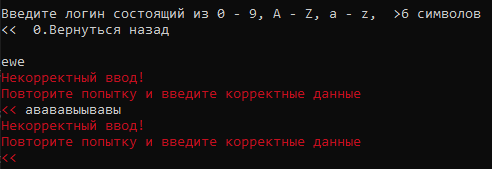 Введите логин состоящий из 0 - 9, A - Z, a - z,  >6 символов
<<  0.Вернуться назад
ewe
Некорректный ввод!
Повторите попытку и введите корректные данные
<< авававыывавы
Некорректный ввод!
Повторите попытку и введите корректные данные
<<